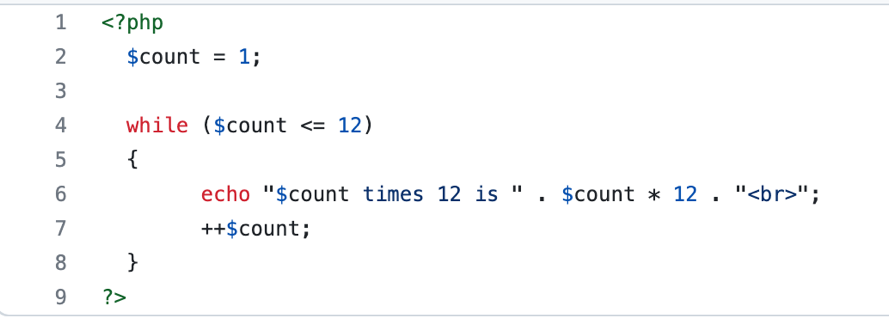 1 <?php
2 $count = 1;
3
4 while ($count <= 12)
5 {
6 echo "$count times 12 is " . $count * 12 . "<br>";
7 ++$count;
8 }
9 ?>